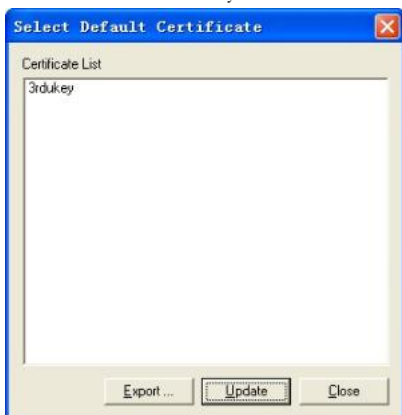 Select Default Certificate
Certificate List
3rdukey
Export ... Update Close